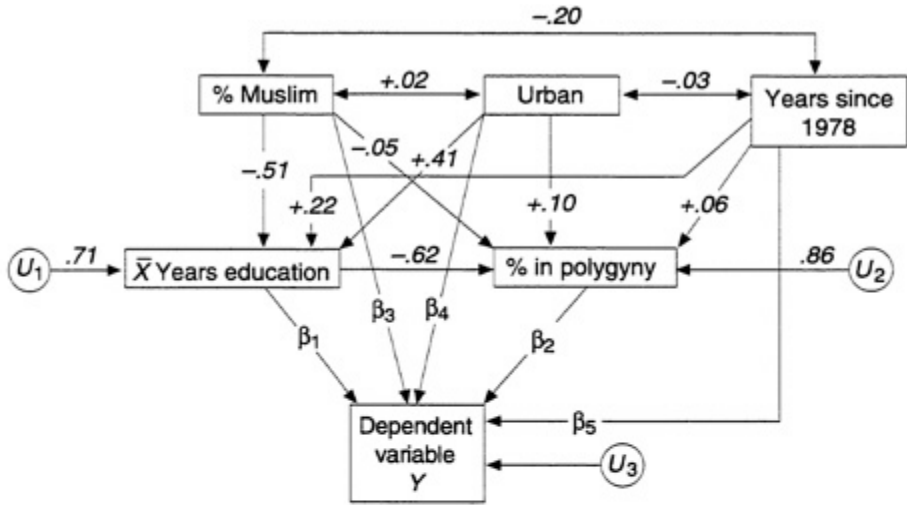 –.20
% Muslim
+.02
Urban
–.03
Years since
1978
–.05
+.41
–.51
+.22
+.10
+.06
U1
.71
X̅ Years education
–.62
% in polygyny
.86
U2
β3
β4
β1
β2
Dependent
variable
Y
β5
U3